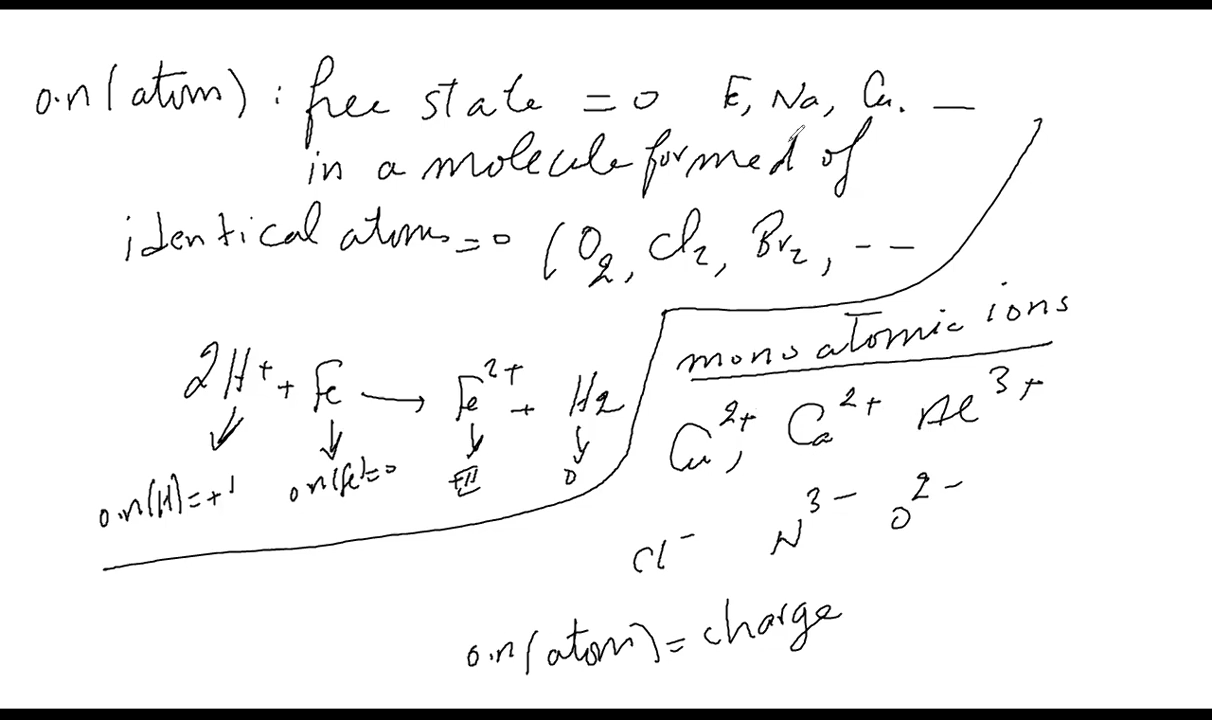 o.n(atom) : free state = 0 Na, Cu. —
in a molecule formed of
identical atoms = 0 (O₂, Cl₂, Br₂, --
2H⁺ + Fe → Fe²⁺ + H₂
o.n(H)=+1 o.n(Fe)=0 +II 0
mono atomic ions
Cu²⁺, Ca²⁺ Al³⁺
Cl⁻ N³⁻ O²⁻
o.n(atom) = charge